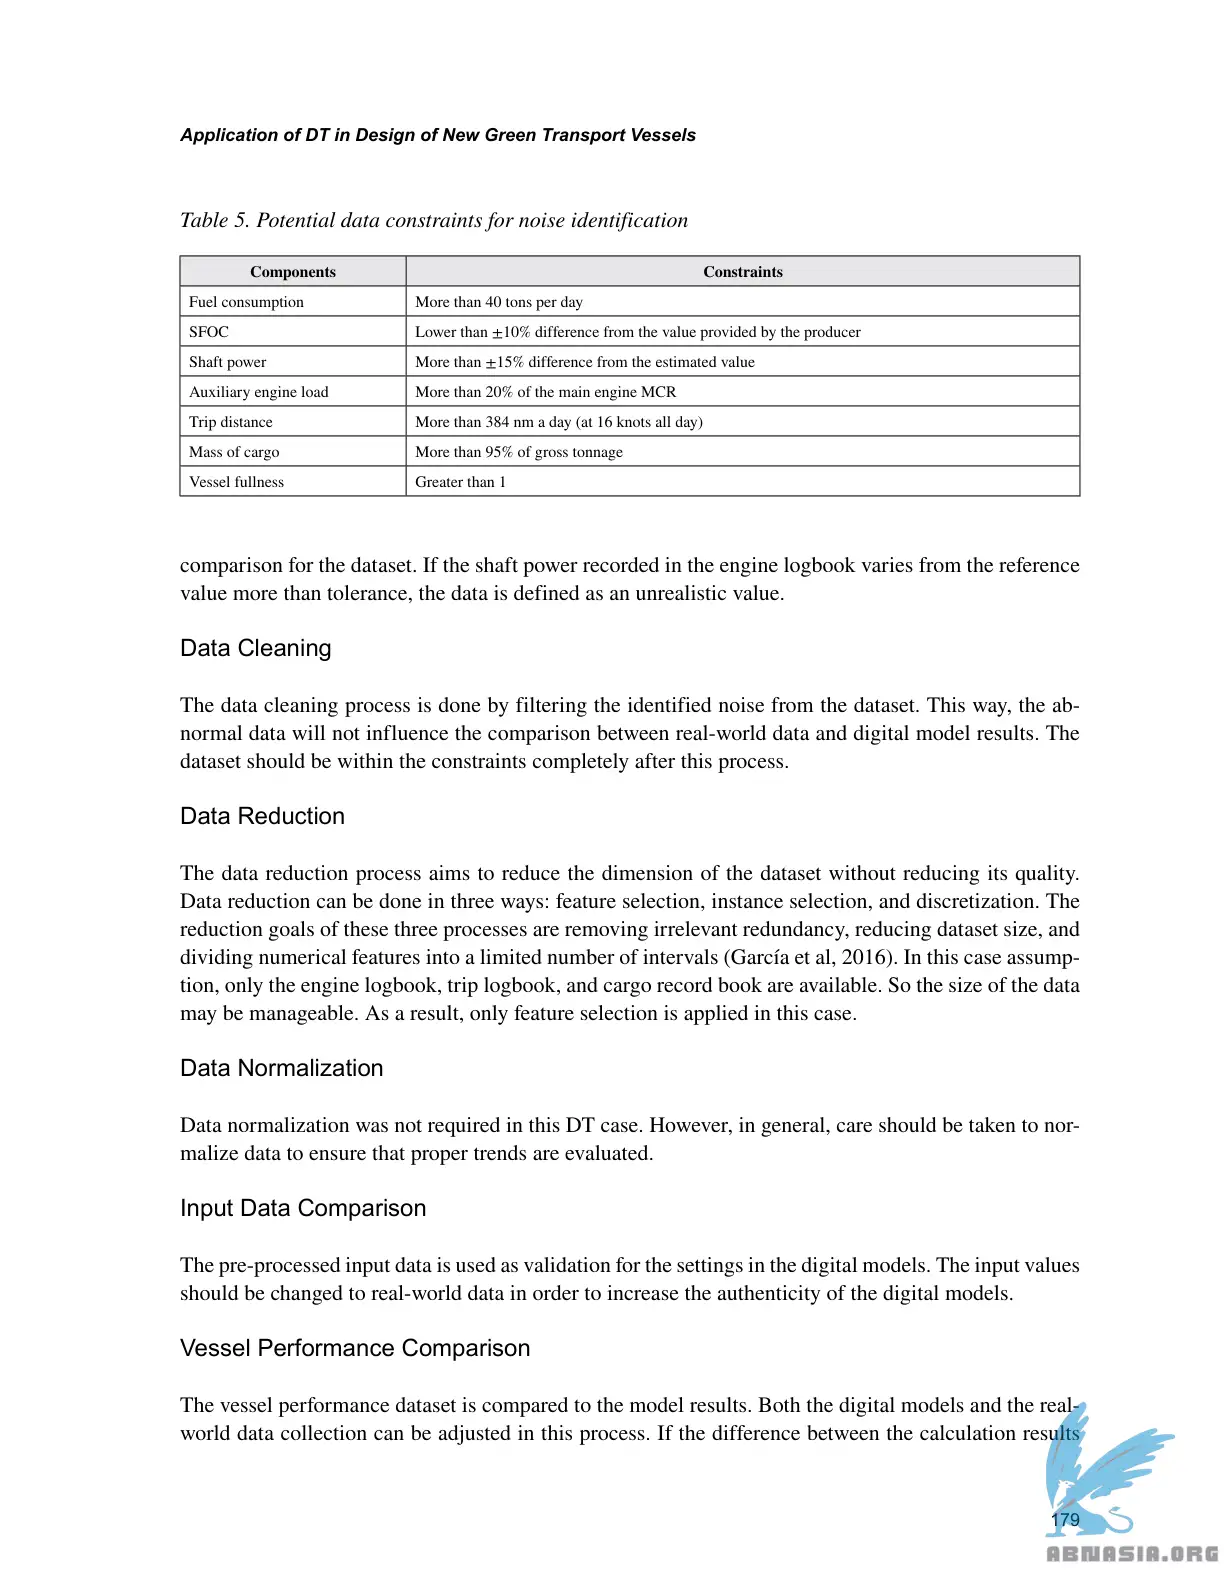 Application of DT in Design of New Green Transport Vessels
Table 5. Potential data constraints for noise identification
Components Constraints
Fuel consumption More than 40 tons per day
SFOC Lower than ±10% difference from the value provided by the producer
Shaft power More than ±15% difference from the estimated value
Auxiliary engine load More than 20% of the main engine MCR
Trip distance More than 384 nm a day (at 16 knots all day)
Mass of cargo More than 95% of gross tonnage
Vessel fullness Greater than 1
comparison for the dataset. If the shaft power recorded in the engine logbook varies from the reference
value more than tolerance, the data is defined as an unrealistic value.
Data Cleaning
The data cleaning process is done by filtering the identified noise from the dataset. This way, the ab-
normal data will not influence the comparison between real-world data and digital model results. The
dataset should be within the constraints completely after this process.
Data Reduction
The data reduction process aims to reduce the dimension of the dataset without reducing its quality.
Data reduction can be done in three ways: feature selection, instance selection, and discretization. The
reduction goals of these three processes are removing irrelevant redundancy, reducing dataset size, and
dividing numerical features into a limited number of intervals (García et al, 2016). In this case assump-
tion, only the engine logbook, trip logbook, and cargo record book are available. So the size of the data
may be manageable. As a result, only feature selection is applied in this case.
Data Normalization
Data normalization was not required in this DT case. However, in general, care should be taken to nor-
malize data to ensure that proper trends are evaluated.
Input Data Comparison
The pre-processed input data is used as validation for the settings in the digital models. The input values
should be changed to real-world data in order to increase the authenticity of the digital models.
Vessel Performance Comparison
The vessel performance dataset is compared to the model results. Both the digital models and the real-
world data collection can be adjusted in this process. If the difference between the calculation results
179
ABNASIA.ORG